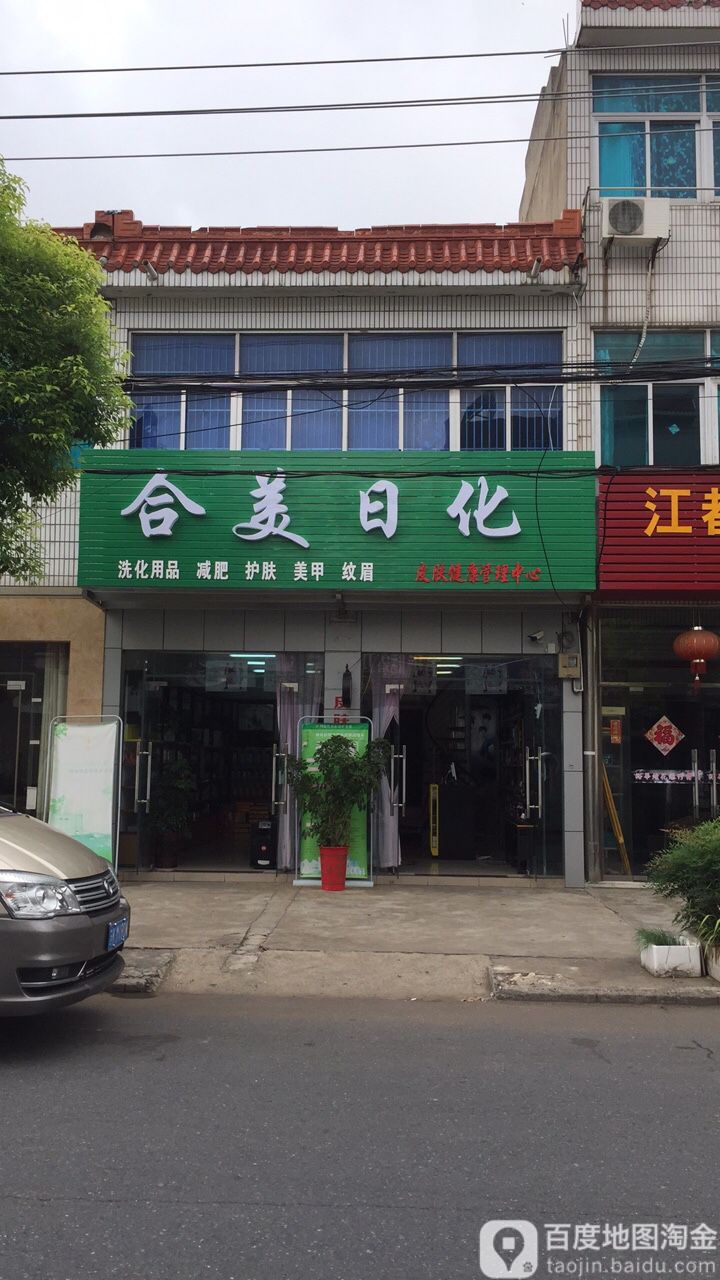 合美日化
洗化用品 减肥 护肤 美甲 纹眉 皮肤健康管理中心
江都
福
百度地图淘金
taojin.baidu.com